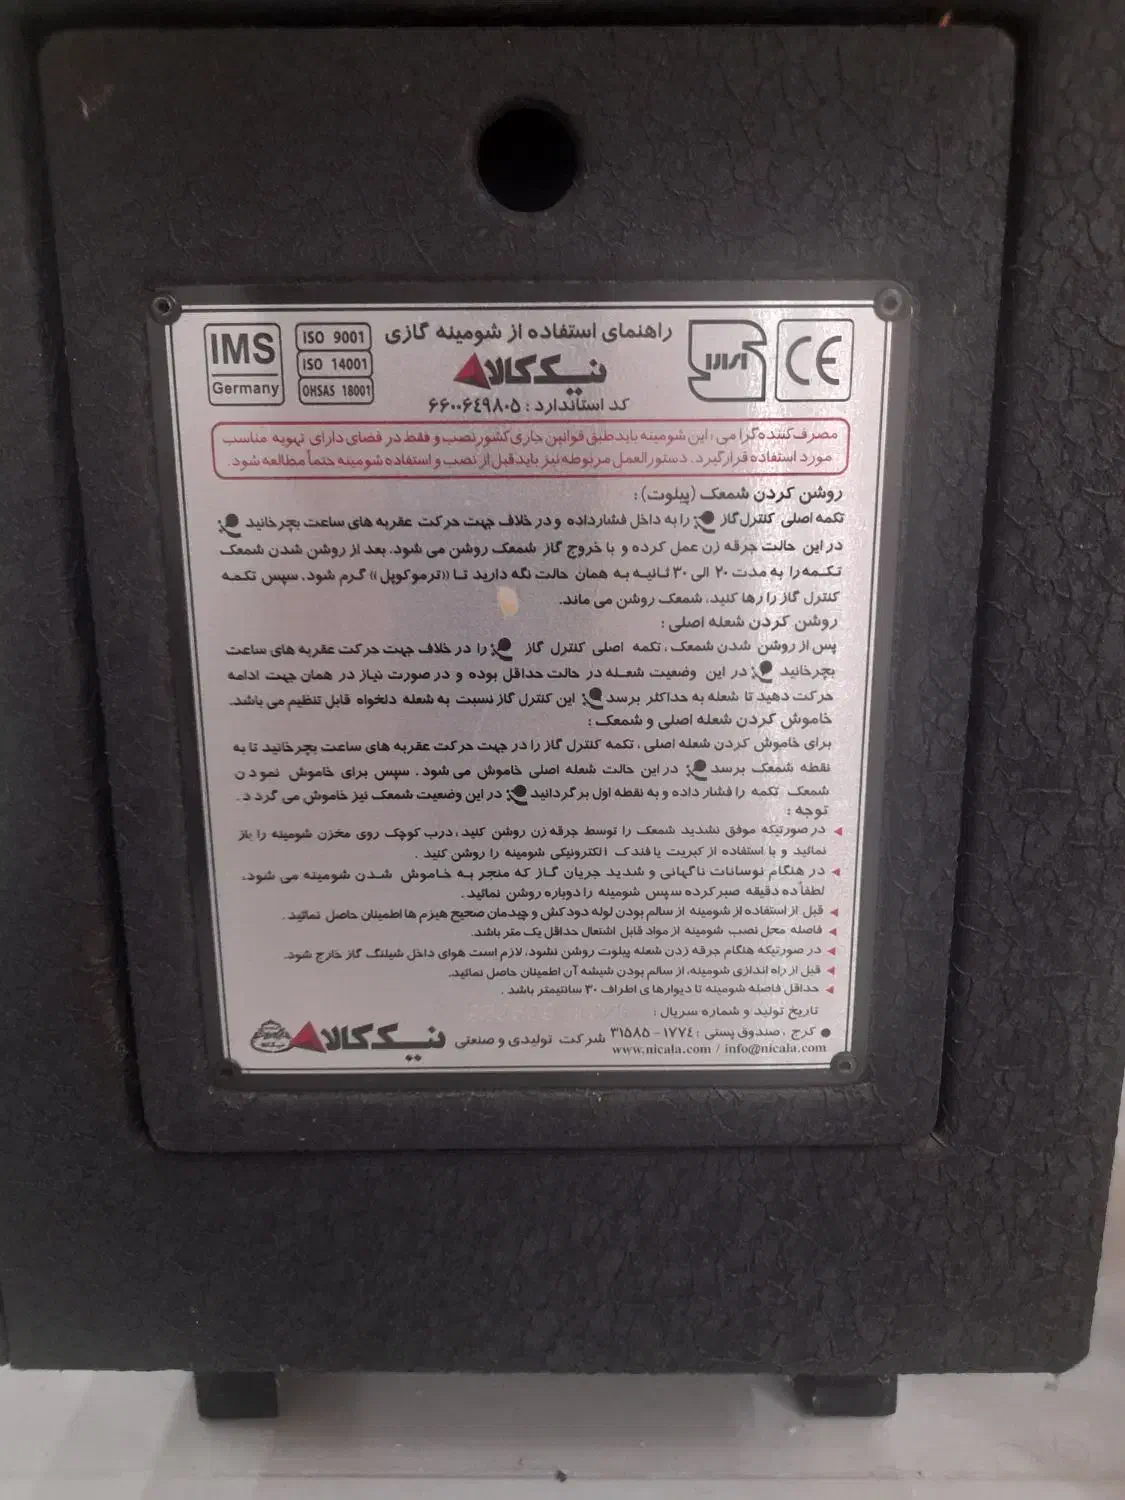 راهنمای استفاده از شومینه گازی
نیک کالا
کد استاندارد : ۶۶۰۰۶۴۹۸۰۵
CE
IMS
Germany
ISO 9001
ISO 14001
OHSAS 18001
مصرف کننده گرامی : این شومینه باید طبق قوانین جاری کشور نصب و فقط در فضای دارای تهویه مناسب
مورد استفاده قرار گیرد . دستورالعمل مربوطه نیز باید قبل از نصب و استفاده شومینه حتماً مطالعه شود .
روشن کردن شمعک (پیلوت) :
تکمه اصلی کنترل گاز را به داخل فشار داده و در خلاف جهت حرکت عقربه های ساعت بچرخانید
در این حالت جرقه زن عمل کرده و با خروج گاز شمعک روشن می شود. بعد از روشن شدن شمعک
تکمه را به مدت ۲۰ الی ۳۰ ثانیه به همان حالت نگه دارید تا «ترموکوپل» گرم شود. سپس تکمه
کنترل گاز را رها کنید، شمعک روشن می ماند.
روشن کردن شعله اصلی :
پس از روشن شدن شمعک ، تکمه اصلی کنترل گاز را در خلاف جهت حرکت عقربه های ساعت
بچرخانید در این وضعیت شعله در حالت حداقل بوده و در صورت نیاز در همان جهت ادامه
حرکت دهید تا شعله به حداکثر برسد این کنترل گاز نسبت به شعله دلخواه قابل تنظیم می باشد.
خاموش کردن شعله اصلی و شمعک :
برای خاموش کردن شعله اصلی ، تکمه کنترل گاز را در جهت حرکت عقربه های ساعت بچرخانید تا به
نقطه شمعک برسد در این حالت شعله اصلی خاموش می شود . سپس برای خاموش نمودن
شمعک تکمه را فشار داده و به نقطه اول برگردانید در این وضعیت شمعک نیز خاموش می گردد .
توجه :
در صورتیکه موفق نشدید شمعک را توسط جرقه زن روشن کنید ، درب کوچک روی مخزن شومینه را باز
نمائید و با استفاده از کبریت یا فندک الکترونیکی شومینه را روشن کنید .
در هنگام نوسانات ناگهانی و شدید جریان گاز که منجر به خاموش شدن شومینه می شود،
لطفاً ده دقیقه صبر کرده سپس شومینه را دوباره روشن نمائید.
قبل از استفاده از شومینه از سالم بودن لوله دودکش و چیدمان صحیح هیزم ها اطمینان حاصل نمائید .
فاصله محل نصب شومینه از مواد قابل اشتعال حداقل یک متر باشد.
در صورتیکه هنگام جرقه زدن شعله پیلوت روشن نشود، لازم است هوای داخل شیلنگ گاز خارج شود.
قبل از راه اندازی شومینه، از سالم بودن شیشه آن اطمینان حاصل نمائید.
حداقل فاصله شومینه تا دیوارهای اطراف ۳۰ سانتیمتر باشد .
تاریخ تولید و شماره سریال :
کرج ، صندوق پستی : ۱۷۷۴ - ۳۱۵۸۵ شرکت تولیدی و صنعتی نیک کالا
www.nicala.com / info@nicala.com